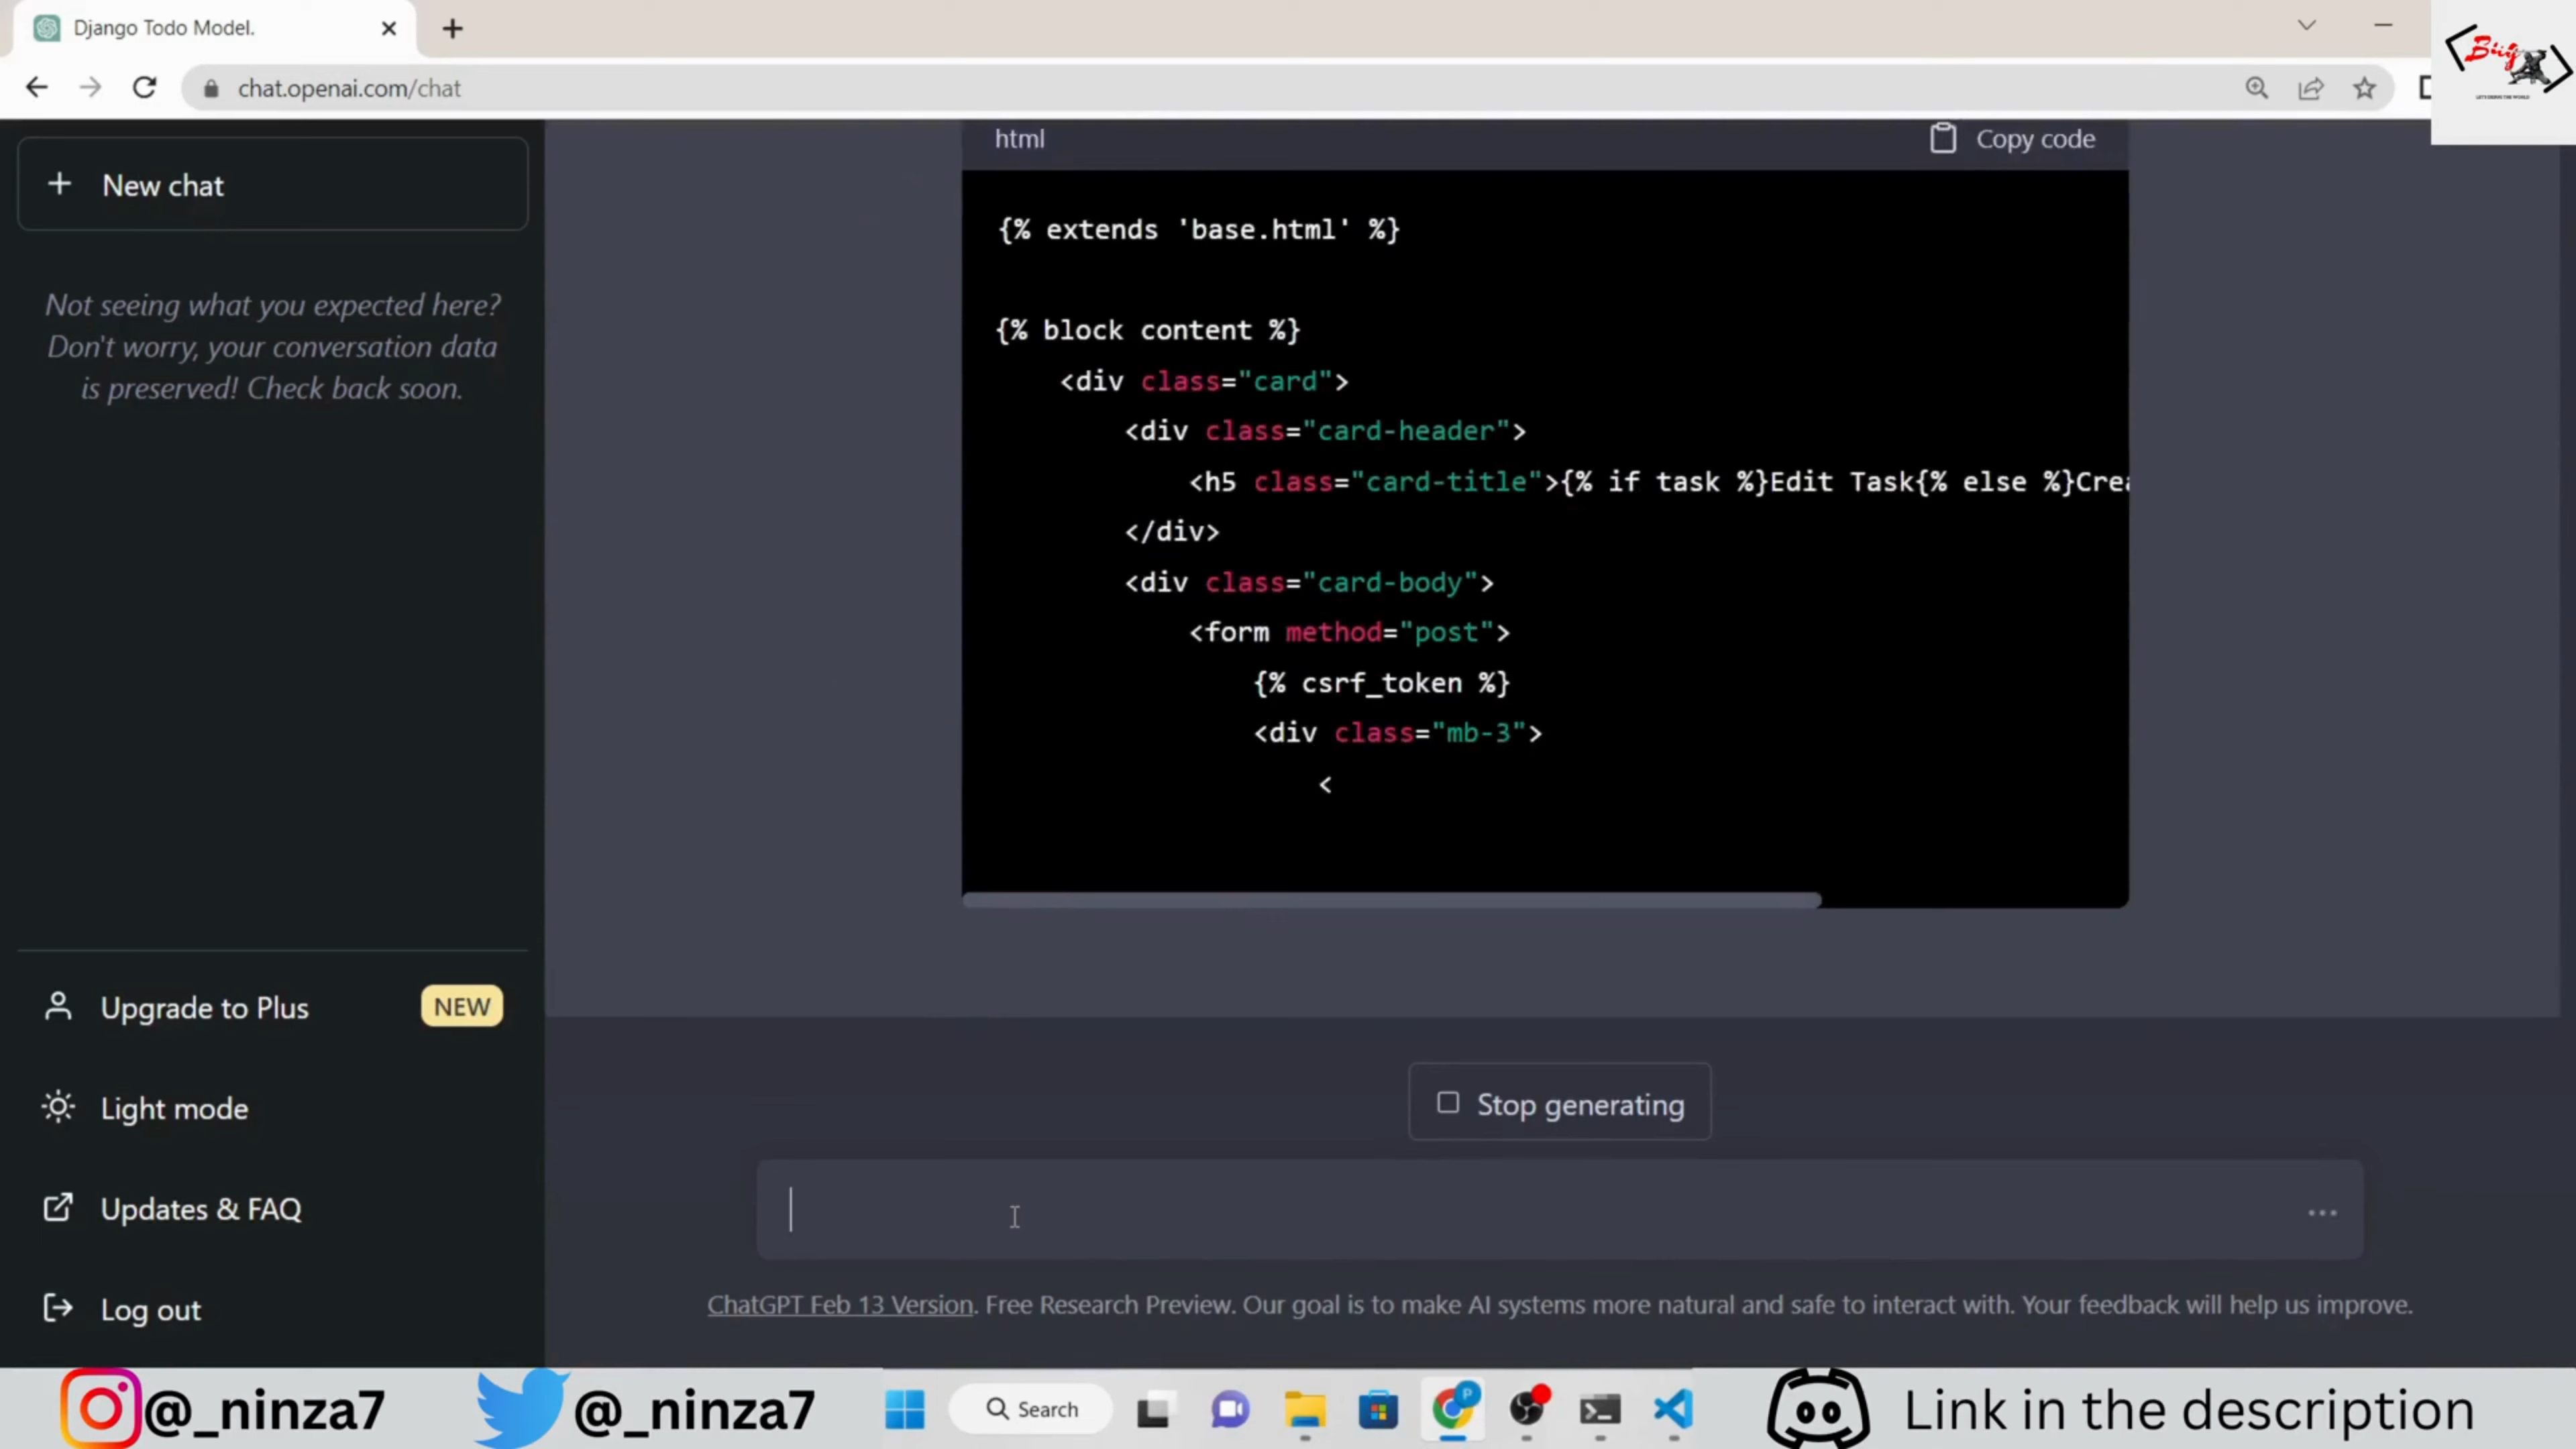 Django Todo Model.
Bug
chat.openai.com/chat
html
Copy code
New chat
{% extends 'base.html' %}
Not seeing what you expected here?
Don't worry, your conversation data
is preserved! Check back soon.
{% block content %}
<div class="card">
<div class="card-header">
<h5 class="card-title">{% if task %}Edit Task{% else %}Crea
</div>
<div class="card-body">
<form method="post">
{% csrf_token %}
<div class="mb-3">
<
Upgrade to Plus
NEW
Light mode
Updates & FAQ
Log out
Stop generating
ChatGPT Feb 13 Version. Free Research Preview. Our goal is to make AI systems more natural and safe to interact with. Your feedback will help us improve.
@_ninza7
@_ninza7
Search
P
Link in the description